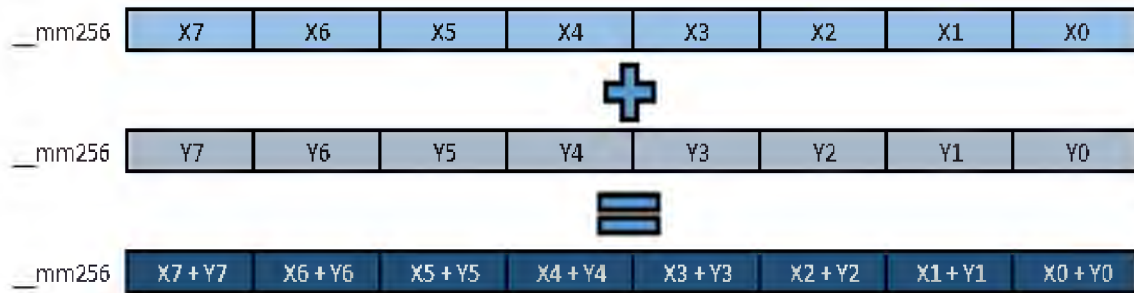 __mm256 X7 X6 X5 X4 X3 X2 X1 X0
__mm256 Y7 Y6 Y5 Y4 Y3 Y2 Y1 Y0
__mm256 X7 + Y7 X6 + Y6 X5 + Y5 X4 + Y4 X3 + Y3 X2 + Y2 X1 + Y1 X0 + Y0